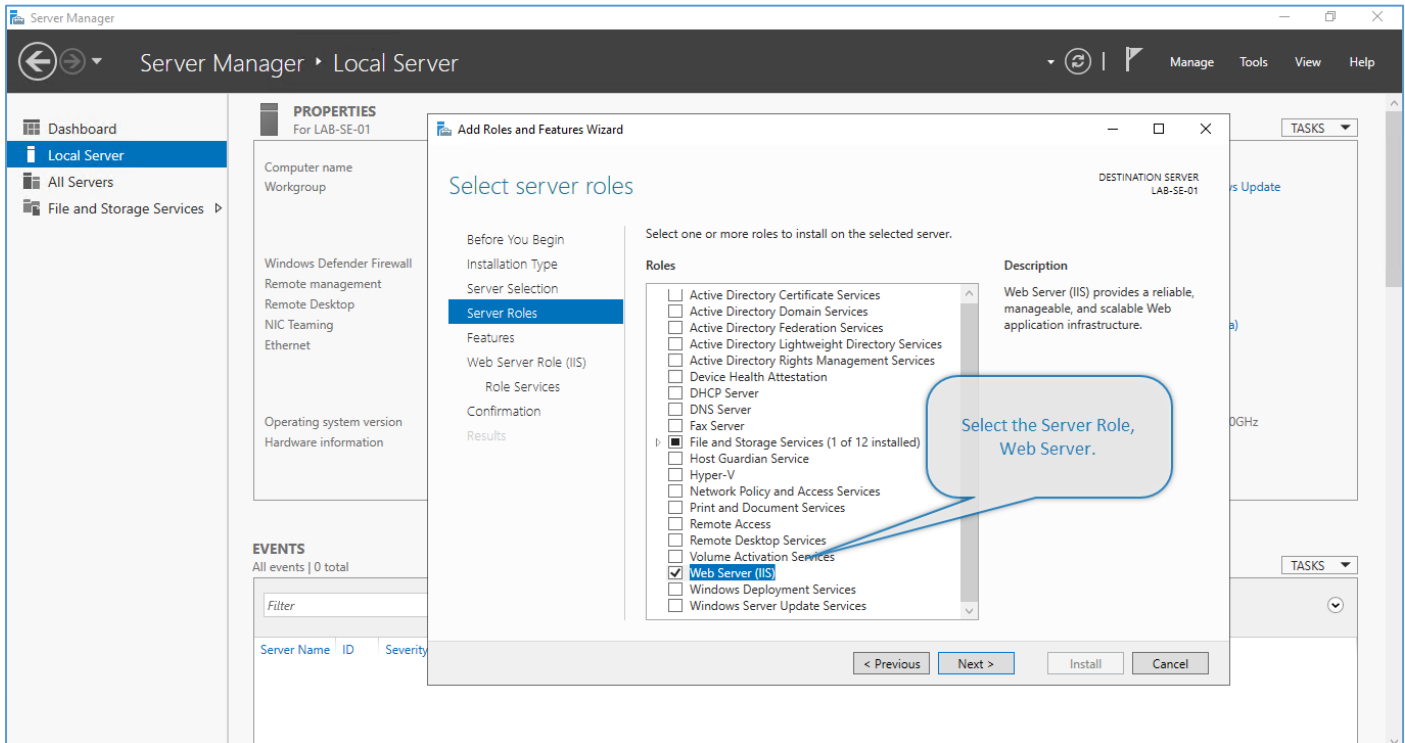 Server Manager
Server Manager • Local Server
Manage Tools View Help
Dashboard
Local Server
All Servers
File and Storage Services
PROPERTIES
For LAB-SE-01
TASKS
Computer name
Workgroup
Windows Defender Firewall
Remote management
Remote Desktop
NIC Teaming
Ethernet
Operating system version
Hardware information
s Update
a)
0GHz
EVENTS
All events | 0 total
TASKS
Filter
Server Name ID Severity
Add Roles and Features Wizard
Select server roles
DESTINATION SERVER
LAB-SE-01
Before You Begin
Installation Type
Server Selection
Server Roles
Features
Web Server Role (IIS)
Role Services
Confirmation
Results
Select one or more roles to install on the selected server.
Roles
Active Directory Certificate Services
Active Directory Domain Services
Active Directory Federation Services
Active Directory Lightweight Directory Services
Active Directory Rights Management Services
Device Health Attestation
DHCP Server
DNS Server
Fax Server
File and Storage Services (1 of 12 installed)
Host Guardian Service
Hyper-V
Network Policy and Access Services
Print and Document Services
Remote Access
Remote Desktop Services
Volume Activation Services
Web Server (IIS)
Windows Deployment Services
Windows Server Update Services
Description
Web Server (IIS) provides a reliable,
manageable, and scalable Web
application infrastructure.
Select the Server Role,
Web Server.
< Previous Next > Install Cancel